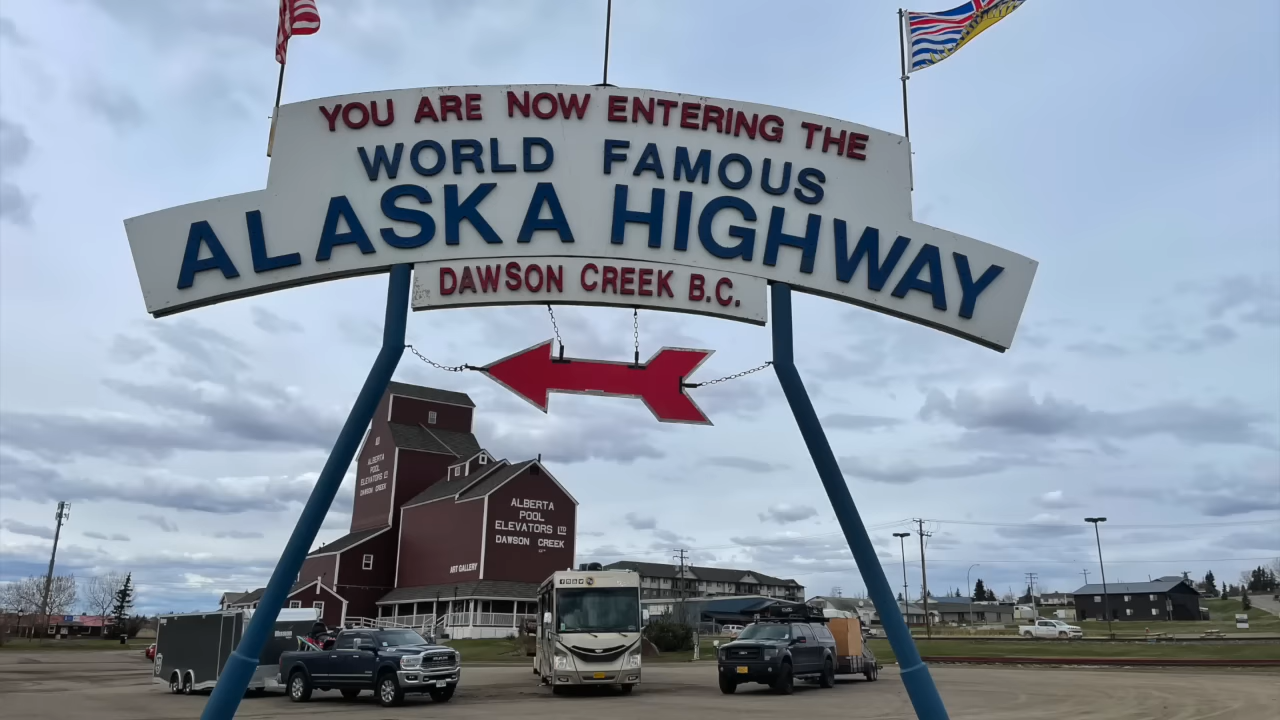 YOU ARE NOW ENTERING THE
WORLD FAMOUS
ALASKA HIGHWAY
DAWSON CREEK B.C.
ALBERTA
POOL
ELEVATORS LTD
DAWSON CREEK
ALBERTA
POOL
ELEVATORS LTD
DAWSON CREEK
ART GALLERY